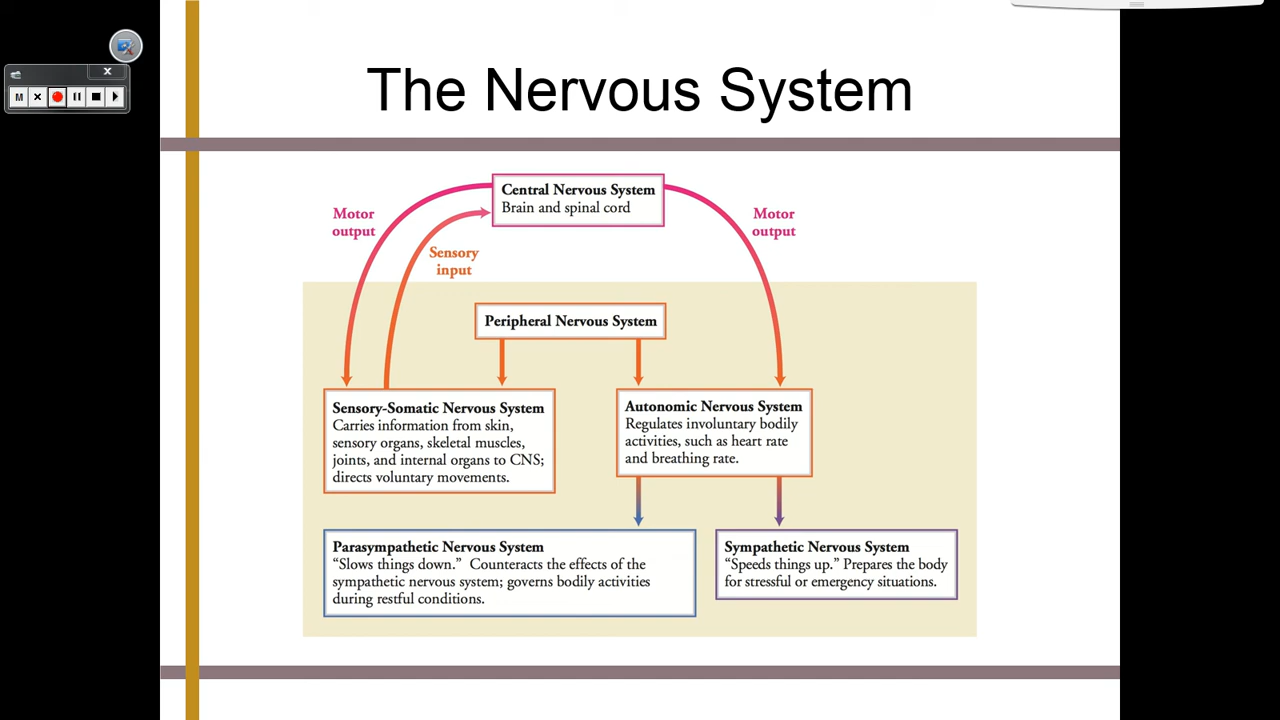 The Nervous System
M
Central Nervous System
Brain and spinal cord
Motor
output
Motor
output
Sensory
input
Peripheral Nervous System
Sensory-Somatic Nervous System
Carries information from skin,
sensory organs, skeletal muscles,
joints, and internal organs to CNS;
directs voluntary movements.
Autonomic Nervous System
Regulates involuntary bodily
activities, such as heart rate
and breathing rate.
Parasympathetic Nervous System
“Slows things down.” Counteracts the effects of the
sympathetic nervous system; governs bodily activities
during restful conditions.
Sympathetic Nervous System
“Speeds things up.” Prepares the body
for stressful or emergency situations.